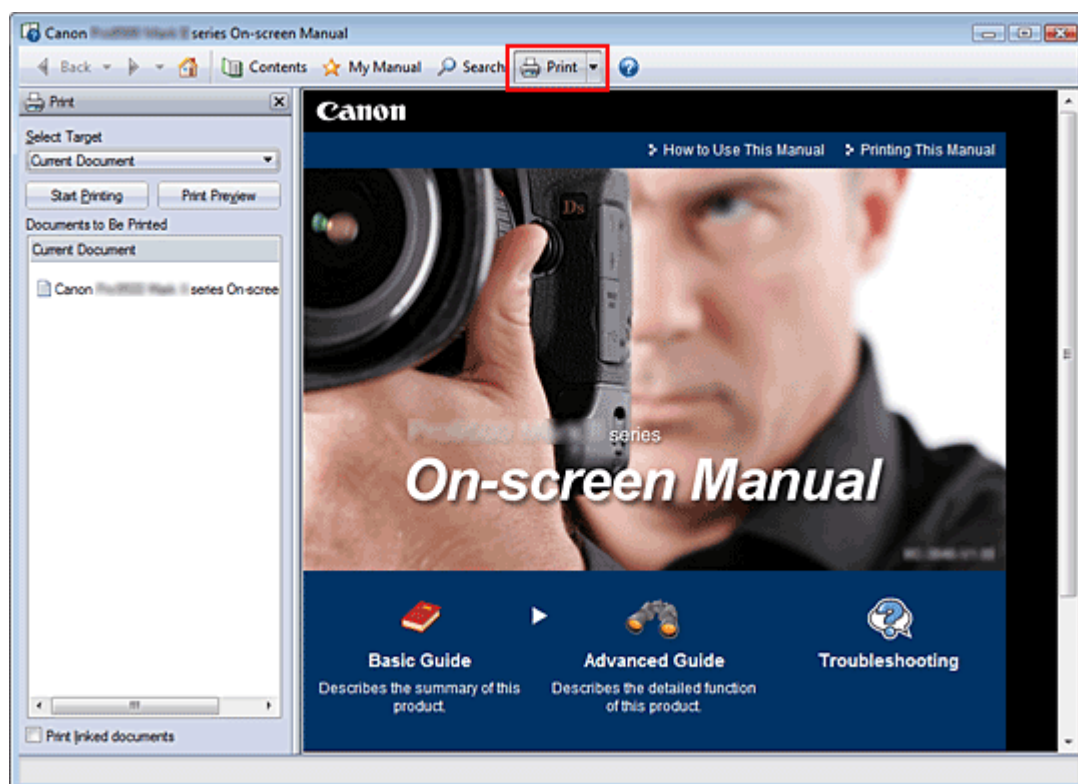 Canon series On-screen Manual
Back Contents My Manual Search Print
Print
Select Target
Current Document
Start Printing Print Preview
Documents to Be Printed
Current Document
Canon series On-scree
Print linked documents
Canon
How to Use This Manual Printing This Manual
Ds
series
On-screen Manual
Basic Guide
Describes the summary of this
product.
Advanced Guide
Describes the detailed function
of this product.
Troubleshooting